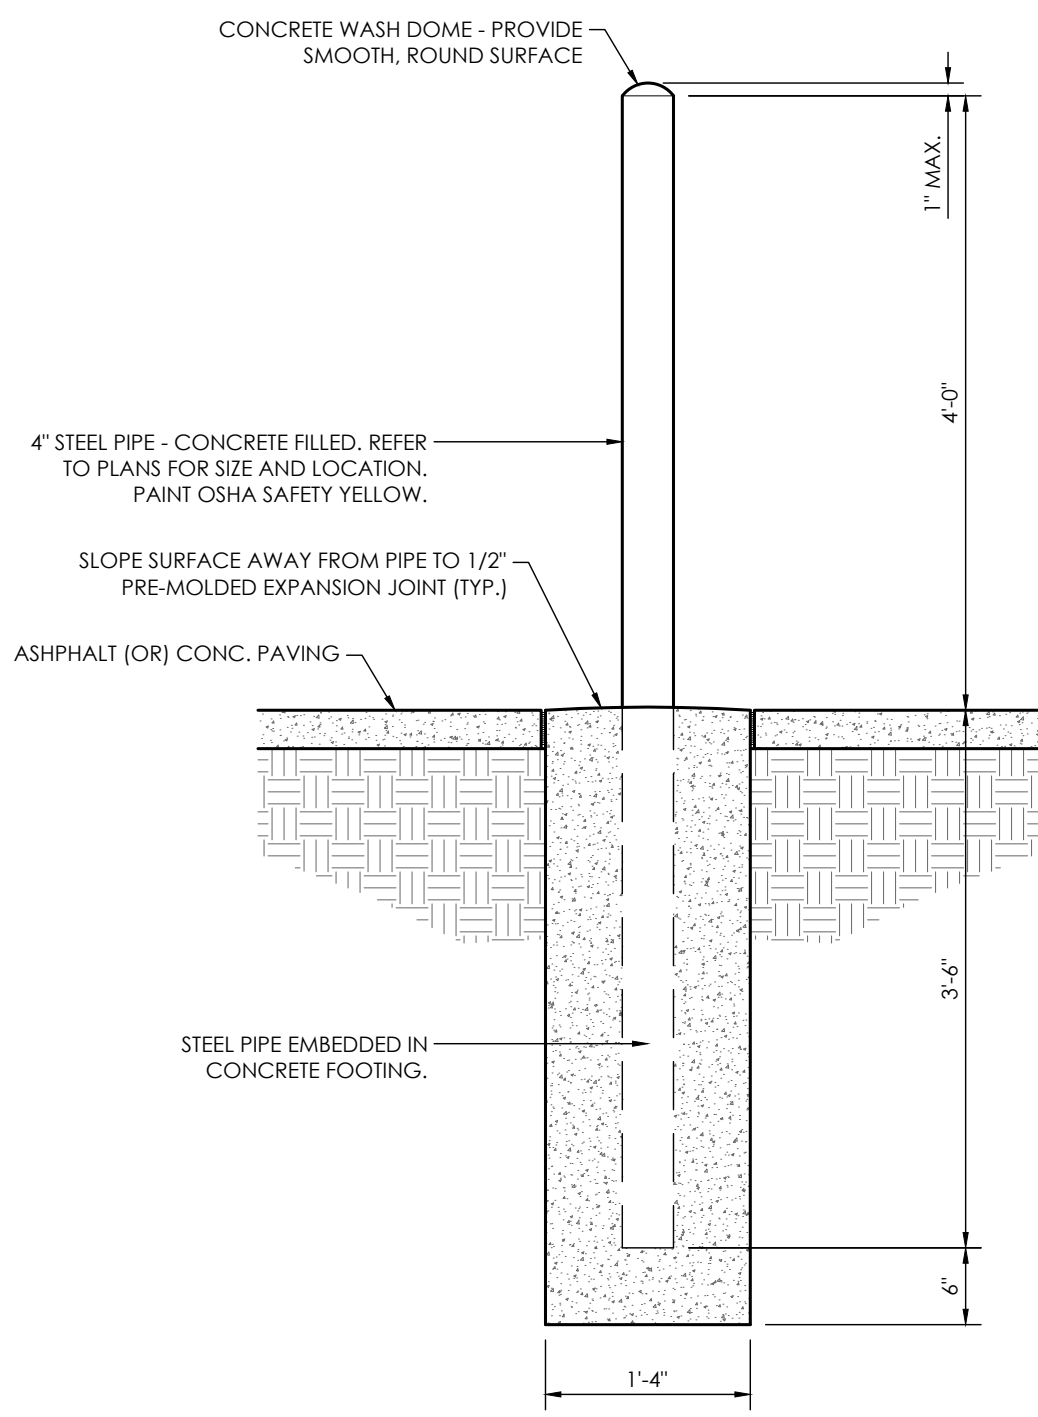 CONCRETE WASH DOME - PROVIDE
SMOOTH, ROUND SURFACE
1" MAX.
4'-0"
4" STEEL PIPE - CONCRETE FILLED. REFER
TO PLANS FOR SIZE AND LOCATION.
PAINT OSHA SAFETY YELLOW.
SLOPE SURFACE AWAY FROM PIPE TO 1/2"
PRE-MOLDED EXPANSION JOINT (TYP.)
ASHPHALT (OR) CONC. PAVING
3'-6"
STEEL PIPE EMBEDDED IN
CONCRETE FOOTING.
6"
1'-4"